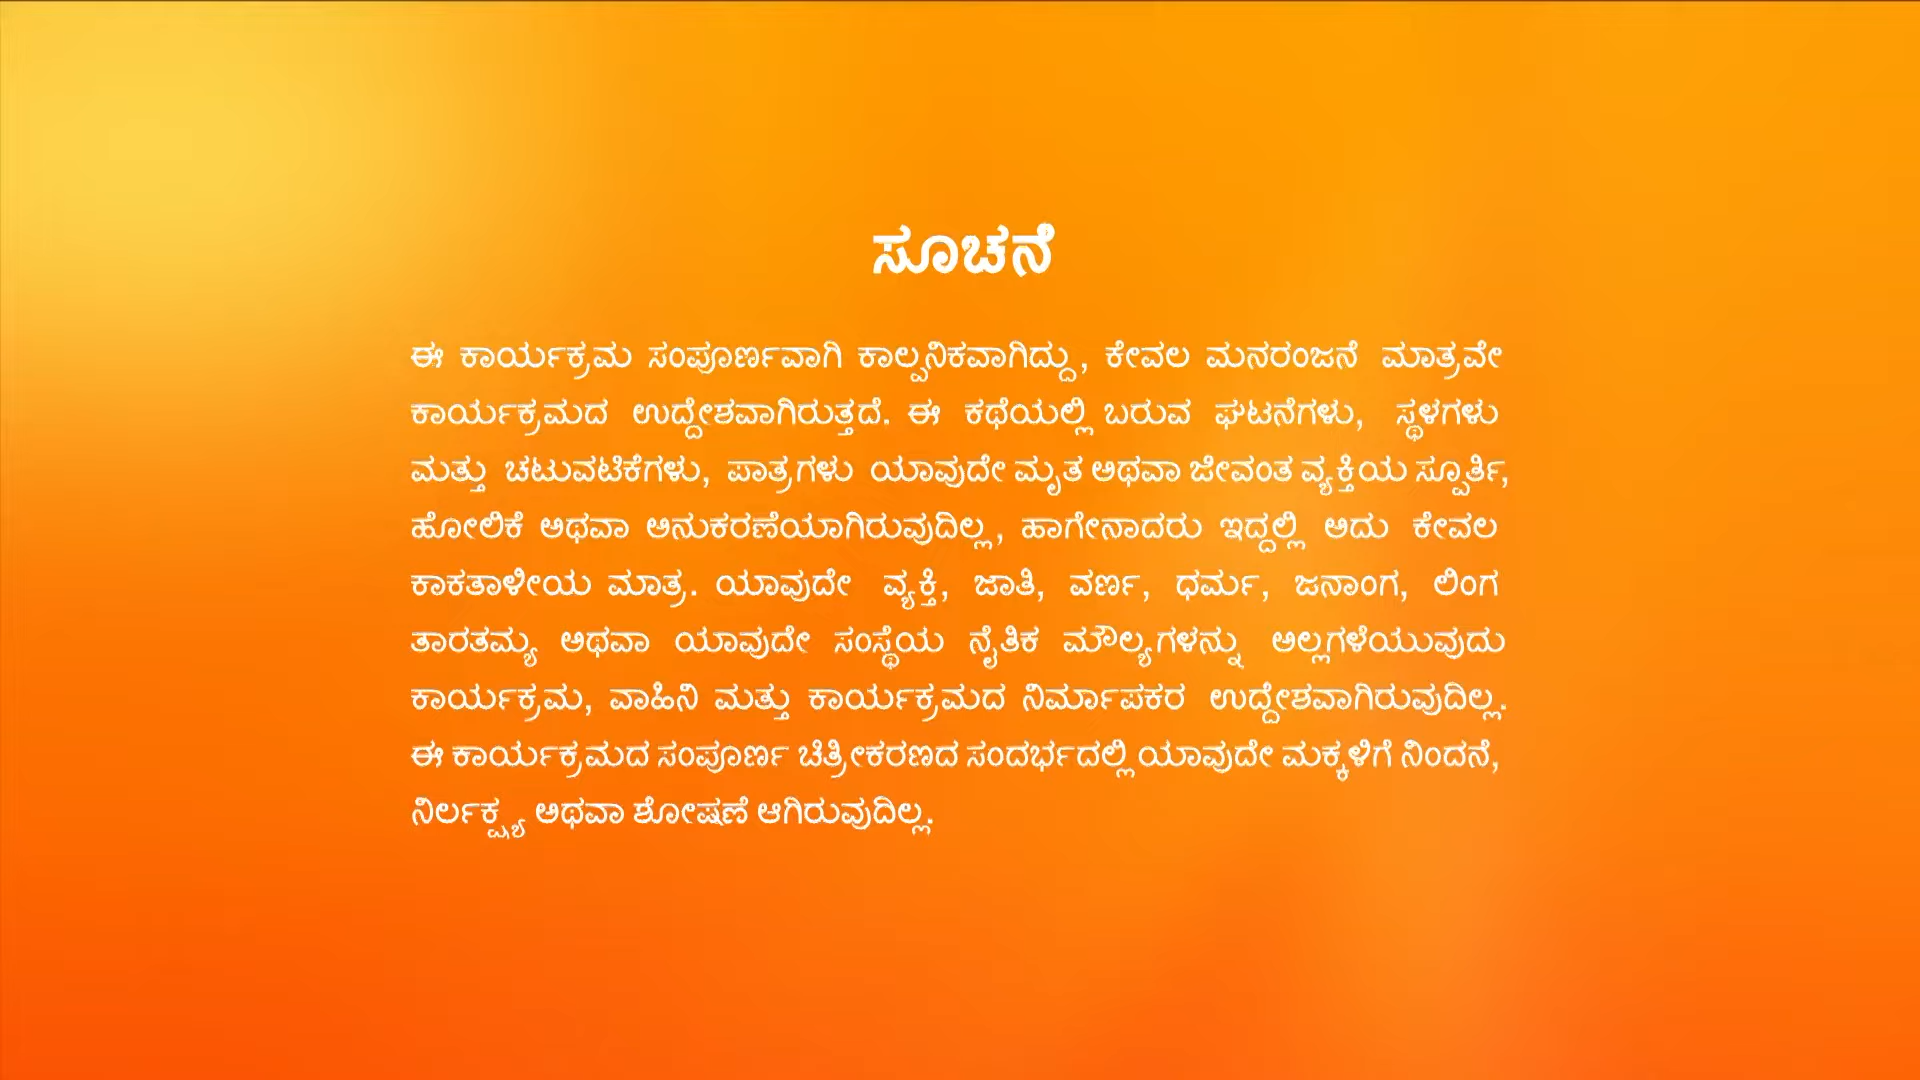 ಸೂಚನೆ
ಈ ಕಾರ್ಯಕ್ರಮ ಸಂಪೂರ್ಣವಾಗಿ ಕಾಲ್ಪನಿಕವಾಗಿದ್ದು, ಕೇವಲ ಮನರಂಜನೆ ಮಾತ್ರವೇ
ಕಾರ್ಯಕ್ರಮದ ಉದ್ದೇಶವಾಗಿರುತ್ತದೆ. ಈ ಕಥೆಯಲ್ಲಿ ಬರುವ ಘಟನೆಗಳು, ಸ್ಥಳಗಳು
ಮತ್ತು ಚಟುವಟಿಕೆಗಳು, ಪಾತ್ರಗಳು ಯಾವುದೇ ಮೃತ ಅಥವಾ ಜೀವಂತ ವ್ಯಕ್ತಿಯ ಸ್ಪೂರ್ತಿ,
ಹೋಲಿಕೆ ಅಥವಾ ಅನುಕರಣೆಯಾಗಿರುವುದಿಲ್ಲ, ಹಾಗೇನಾದರು ಇದ್ದಲ್ಲಿ ಅದು ಕೇವಲ
ಕಾಕತಾಳೀಯ ಮಾತ್ರ. ಯಾವುದೇ ವ್ಯಕ್ತಿ, ಜಾತಿ, ವರ್ಣ, ಧರ್ಮ, ಜನಾಂಗ, ಲಿಂಗ
ತಾರತಮ್ಯ ಅಥವಾ ಯಾವುದೇ ಸಂಸ್ಥೆಯ ನೈತಿಕ ಮೌಲ್ಯಗಳನ್ನು ಅಲ್ಲಗಳೆಯುವುದು
ಕಾರ್ಯಕ್ರಮ, ವಾಹಿನಿ ಮತ್ತು ಕಾರ್ಯಕ್ರಮದ ನಿರ್ಮಾಪಕರ ಉದ್ದೇಶವಾಗಿರುವುದಿಲ್ಲ.
ಈ ಕಾರ್ಯಕ್ರಮದ ಸಂಪೂರ್ಣ ಚಿತ್ರೀಕರಣದ ಸಂದರ್ಭದಲ್ಲಿ ಯಾವುದೇ ಮಕ್ಕಳಿಗೆ ನಿಂದನೆ,
ನಿರ್ಲಕ್ಷ್ಯ ಅಥವಾ ಶೋಷಣೆ ಆಗಿರುವುದಿಲ್ಲ.